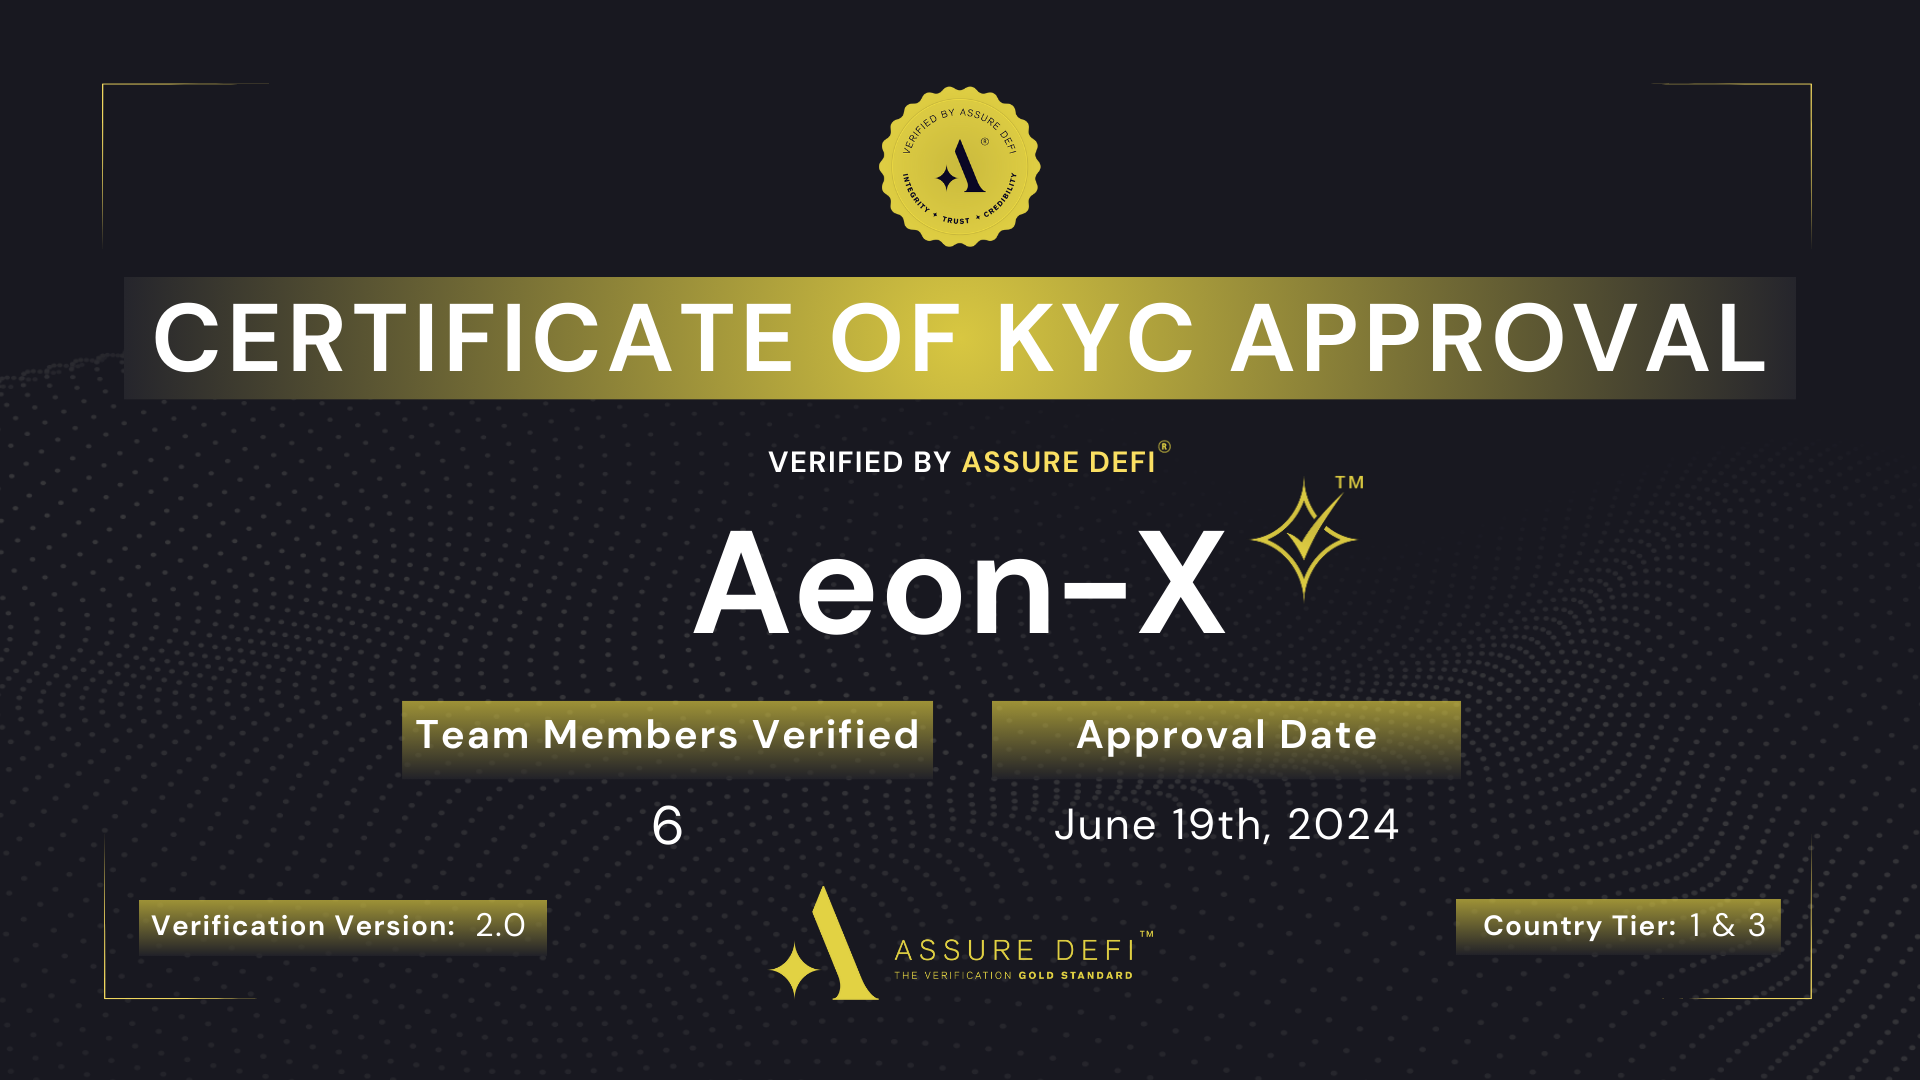 VERIFIED BY ASSURE DEFI
®
INTEGRITY ✦ TRUST ✦ CREDIBILITY
CERTIFICATE OF KYC APPROVAL
VERIFIED BY ASSURE DEFI®
Aeon-X ™
Team Members Verified
6
Approval Date
June 19th, 2024
Verification Version: 2.0
ASSURE DEFI™
THE VERIFICATION GOLD STANDARD
Country Tier: 1 & 3